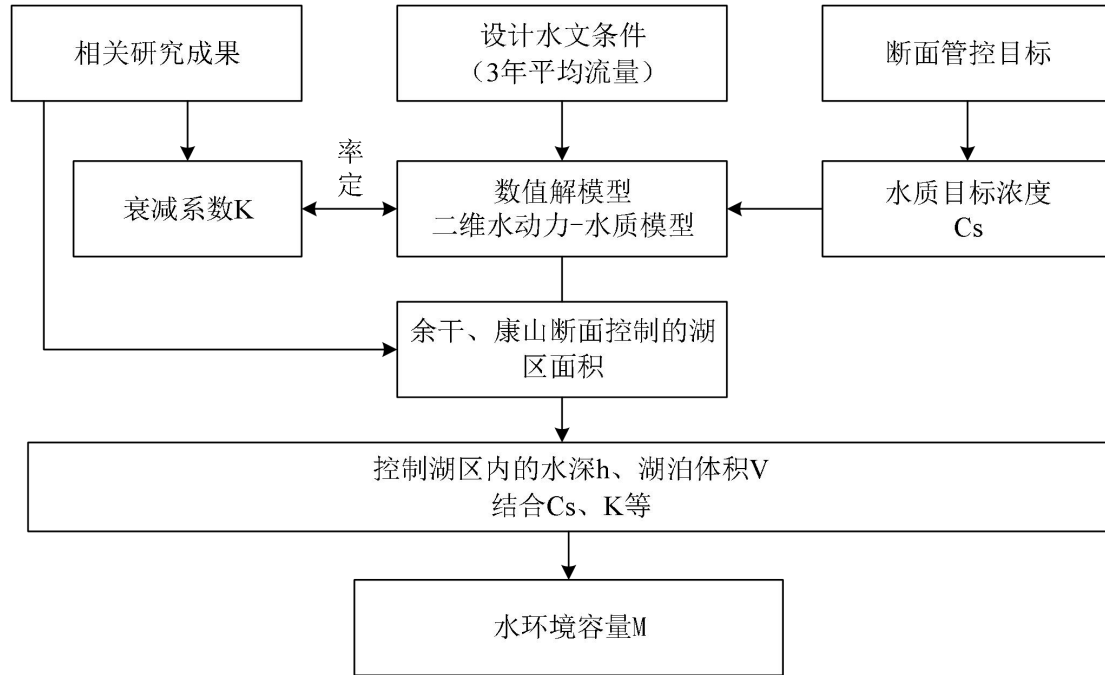 相关研究成果
设计水文条件
（3年平均流量）
断面管控目标
衰减系数K
率
定
数值解模型
二维水动力-水质模型
水质目标浓度
Cs
余干、康山断面控制的湖
区面积
控制湖区内的水深h、湖泊体积V
结合Cs、K等
水环境容量M